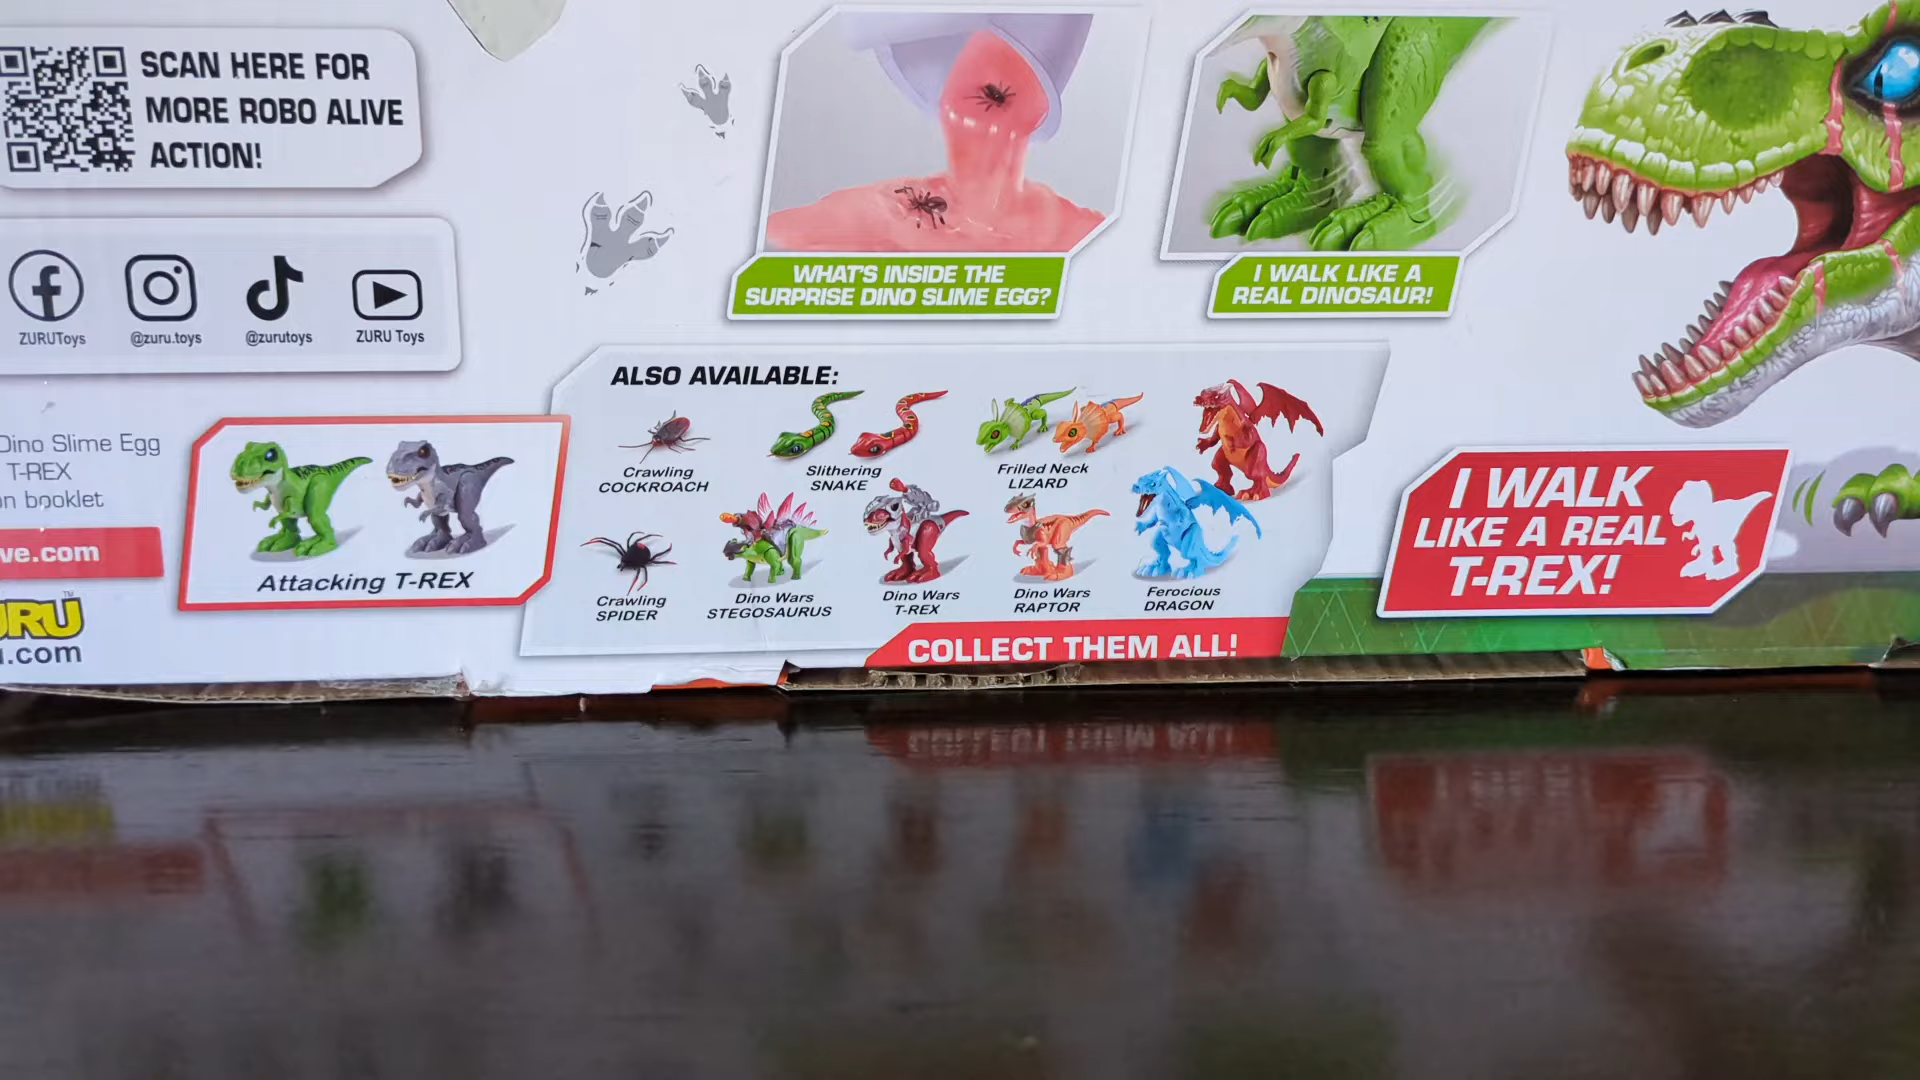 SCAN HERE FOR
MORE ROBO ALIVE
ACTION!
ZURUToys
@zuru.toys
@zurutoys
ZURU Toys
Dino Slime Egg
T-REX
booklet
ve.com
URU
.com
Attacking T-REX
WHAT'S INSIDE THE
SURPRISE DINO SLIME EGG?
I WALK LIKE A
REAL DINOSAUR!
ALSO AVAILABLE:
Crawling
COCKROACH
Slithering
SNAKE
Frilled Neck
LIZARD
Crawling
SPIDER
Dino Wars
STEGOSAURUS
Dino Wars
T-REX
Dino Wars
RAPTOR
Ferocious
DRAGON
COLLECT THEM ALL!
I WALK
LIKE A REAL
T-REX!